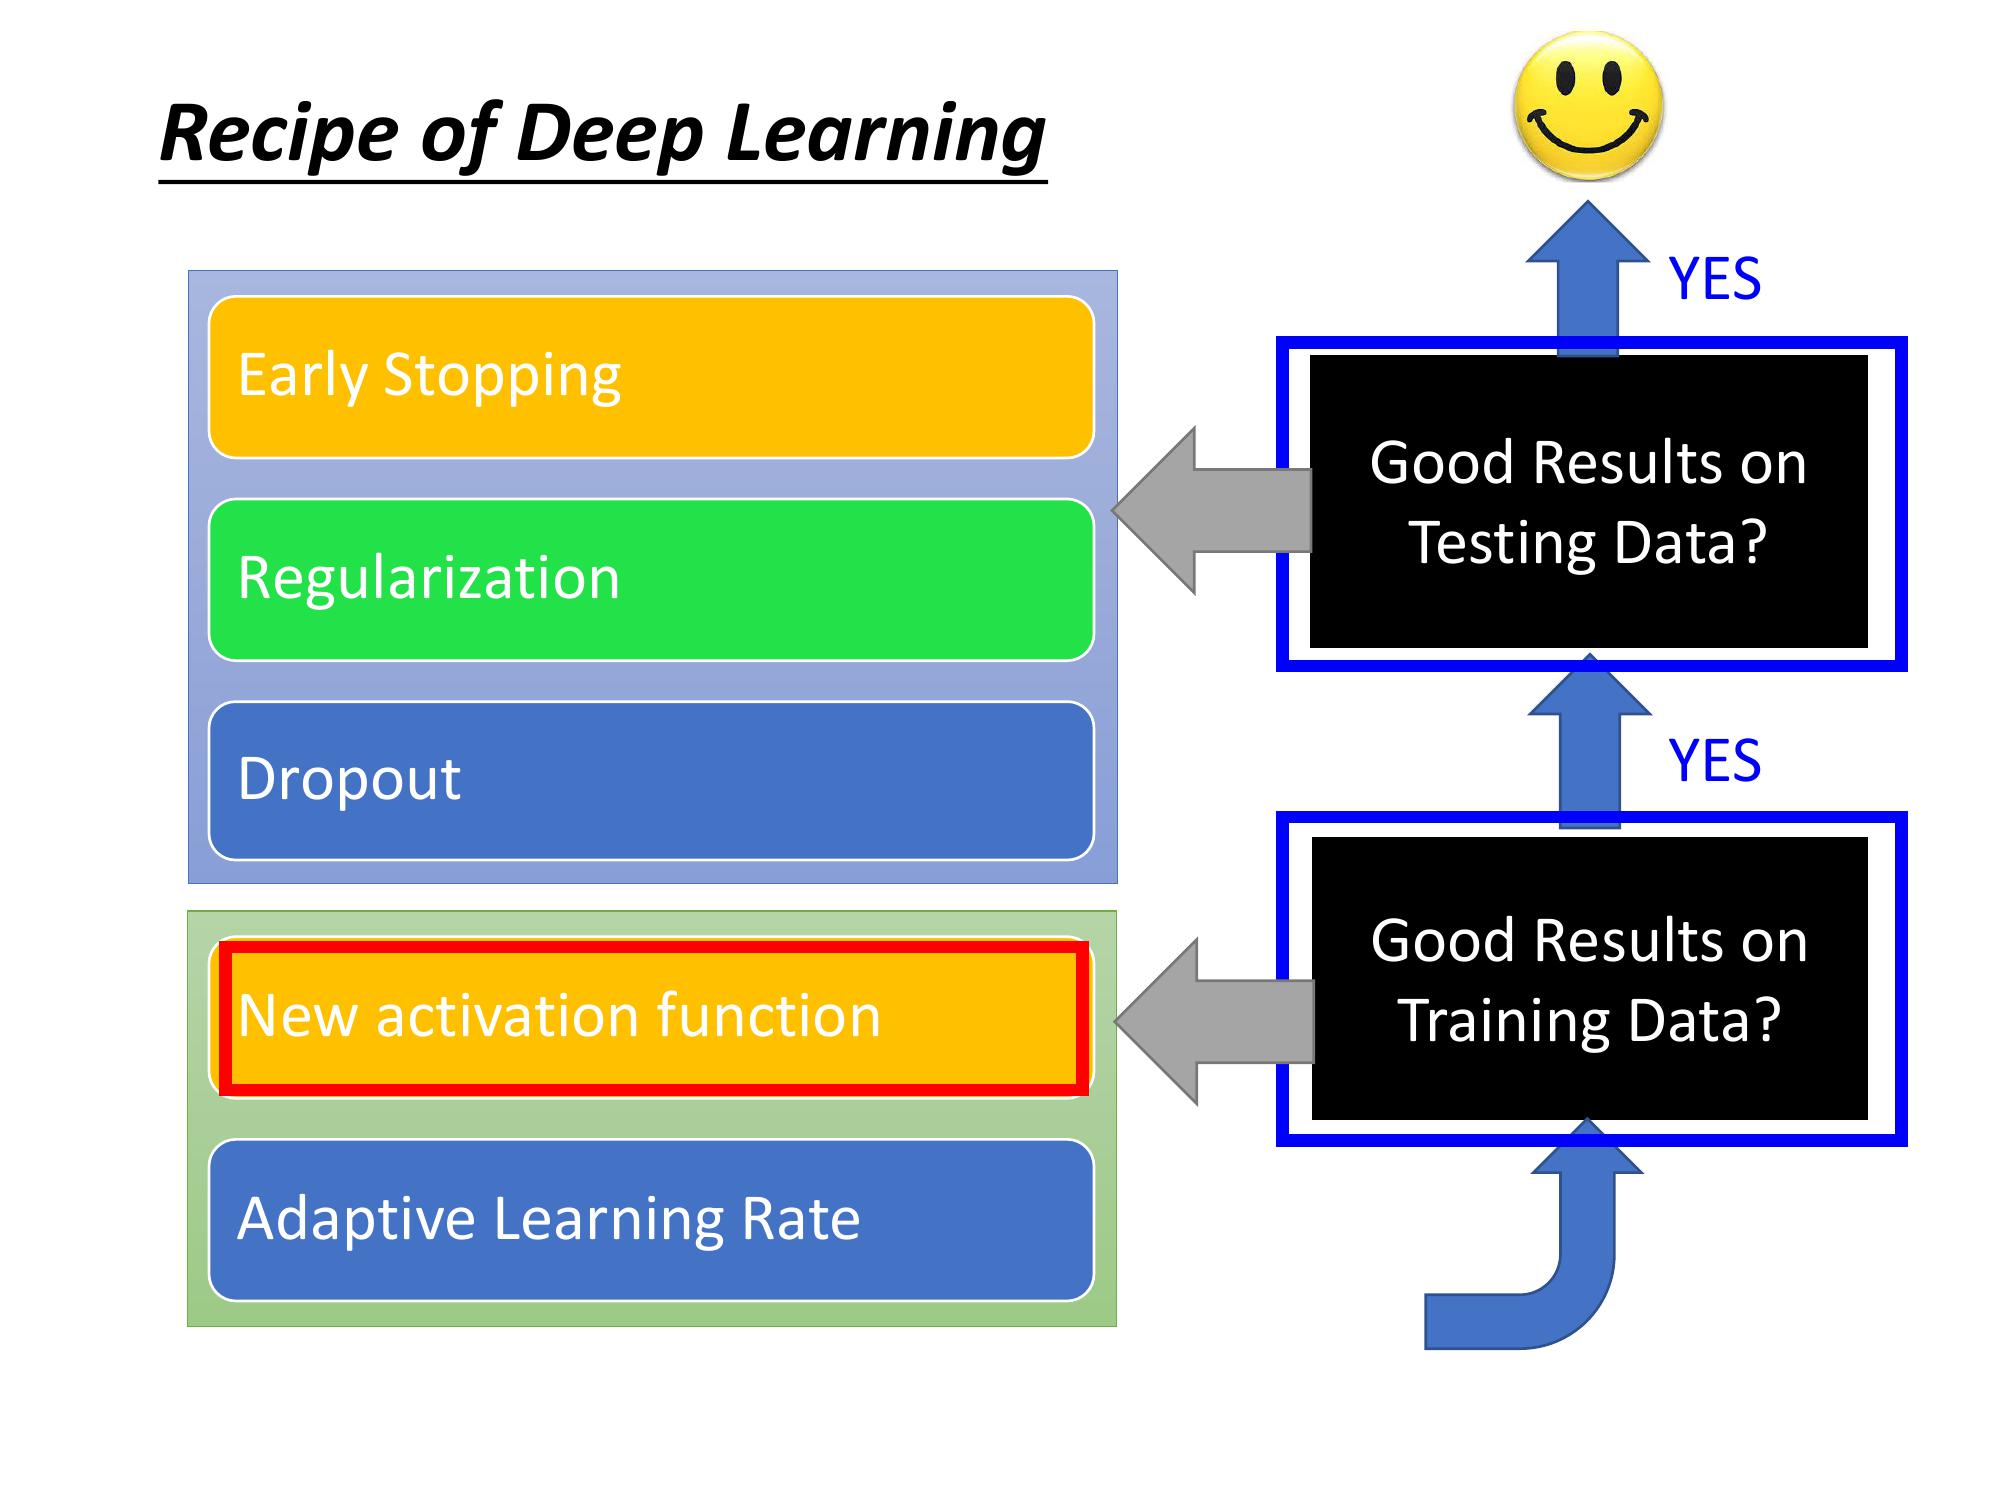 Recipe of Deep Learning
YES
Early Stopping
Regularization
Dropout
Good Results on
Testing Data?
YES
New activation function
Adaptive Learning Rate
Good Results on
Training Data?